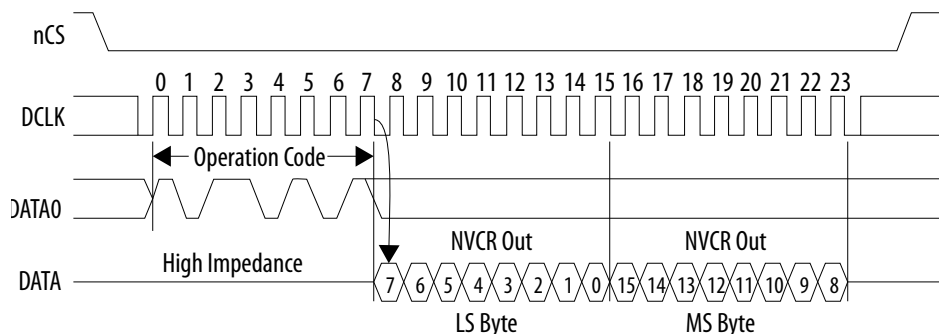 nCS
0 1 2 3 4 5 6 7 8 9 10 11 12 13 14 15 16 17 18 19 20 21 22 23
DCLK
Operation Code
DATA0
NVCR Out NVCR Out
High Impedance
DATA
7 6 5 4 3 2 1 0 15 14 13 12 11 10 9 8
LS Byte MS Byte